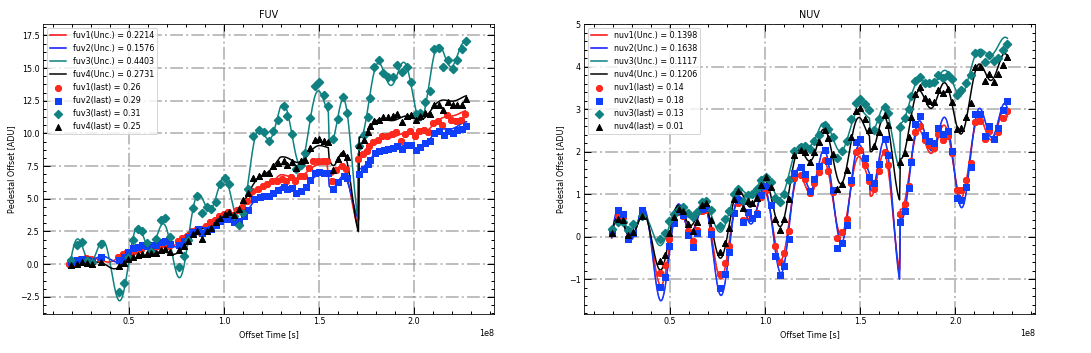 FUV
fuv1(Unc.) = 0.2214
fuv2(Unc.) = 0.1576
fuv3(Unc.) = 0.4403
fuv4(Unc.) = 0.2731
fuv1(last) = 0.26
fuv2(last) = 0.29
fuv3(last) = 0.31
fuv4(last) = 0.25
Pedestal Offset [ADU]
17.5
15.0
12.5
10.0
7.5
5.0
2.5
0.0
−2.5
0.5
1.0
1.5
2.0
1e8
Offset Time [s]
NUV
nuv1(Unc.) = 0.1398
nuv2(Unc.) = 0.1638
nuv3(Unc.) = 0.1117
nuv4(Unc.) = 0.1206
nuv1(last) = 0.14
nuv2(last) = 0.18
nuv3(last) = 0.13
nuv4(last) = 0.01
Pedestal Offset [ADU]
5
4
3
2
1
0
−1
0.5
1.0
1.5
2.0
1e8
Offset Time [s]